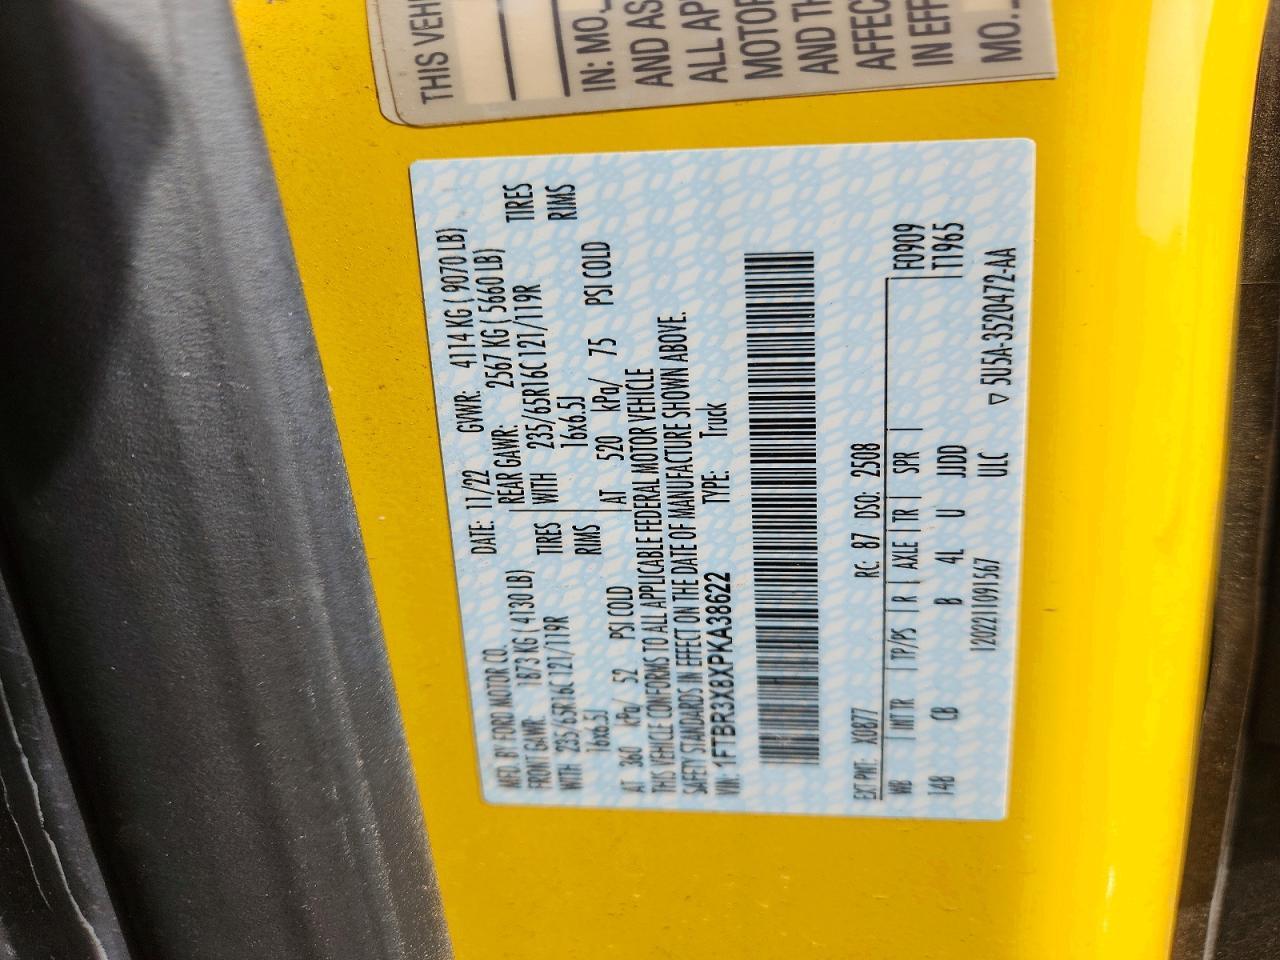 THIS VEHI
IN: MO.
AND AS
ALL AP
MOTOR
AND TH
AFFEC
IN EFF
MO.
MFD. BY FORD MOTOR CO. DATE: 11/22 GVWR: 4114 KG ( 9070 LB)
FRONT GAWR: 1873 KG ( 4130 LB) REAR GAWR: 2567 KG ( 5660 LB)
WITH 235/65R16C 121/119R TIRES WITH 235/65R16C 121/119R TIRES
16x6.5J RIMS 16x6.5J RIMS
AT 360 kPa/ 52 PSI COLD AT 520 kPa/ 75 PSI COLD
THIS VEHICLE CONFORMS TO ALL APPLICABLE FEDERAL MOTOR VEHICLE
SAFETY STANDARDS IN EFFECT ON THE DATE OF MANUFACTURE SHOWN ABOVE.
VIN: 1FTBR3X8XPKA38622 TYPE: Truck
EXT PNT: X0877 RC: 87 DSO: 2508 F0909
WB INT TR TP/PS R AXLE TR SPR T1965
148 CB B 4L U JJDD
12022110​91567 ULC ▽ 5U5A-3520472-AA